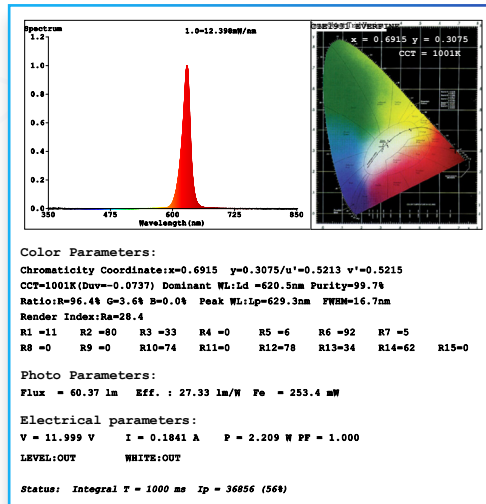 Spectrum
1.0=12.398mW/nm
1.2
1.0
0.8
0.6
0.4
0.2
0.0
350 475 600 725 850
Wavelength(nm)
x = 0.6915 y = 0.3075
CCT = 1001K
Color Parameters:
Chromaticity Coordinate:x=0.6915 y=0.3075/u'=0.5213 v'=0.5215
CCT=1001K(Duv=-0.0737) Dominant WL:Ld =620.5nm Purity=99.7%
Ratio:R=96.4% G=3.6% B=0.0% Peak WL:Lp=629.3nm FWHM=16.7nm
Render Index:Ra=28.4
R1 =11 R2 =80 R3 =33 R4 =0 R5 =6 R6 =92 R7 =5
R8 =0 R9 =0 R10=74 R11=0 R12=78 R13=34 R14=62 R15=0
Photo Parameters:
Flux = 60.37 lm Eff. : 27.33 lm/W Fe = 253.4 mW
Electrical parameters:
V = 11.999 V I = 0.1841 A P = 2.209 W PF = 1.000
LEVEL:OUT WHITE:OUT
Status: Integral T = 1000 ms Ip = 36856 (56%)